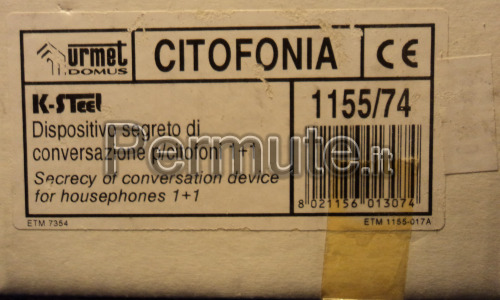 urmet
DOMUS
CITOFONIA
CE
K-STeel
1155/74
Dispositivo segreto di
conversazione p/citofon 1+1
Secrecy of conversation device
for housephones 1+1
8 021156 013074
ETM 7354
ETM 1155-017A
Permute.it